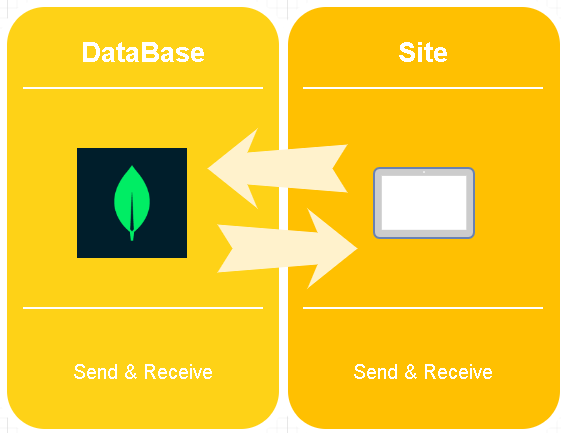 DataBase
Site
Send & Receive
Send & Receive